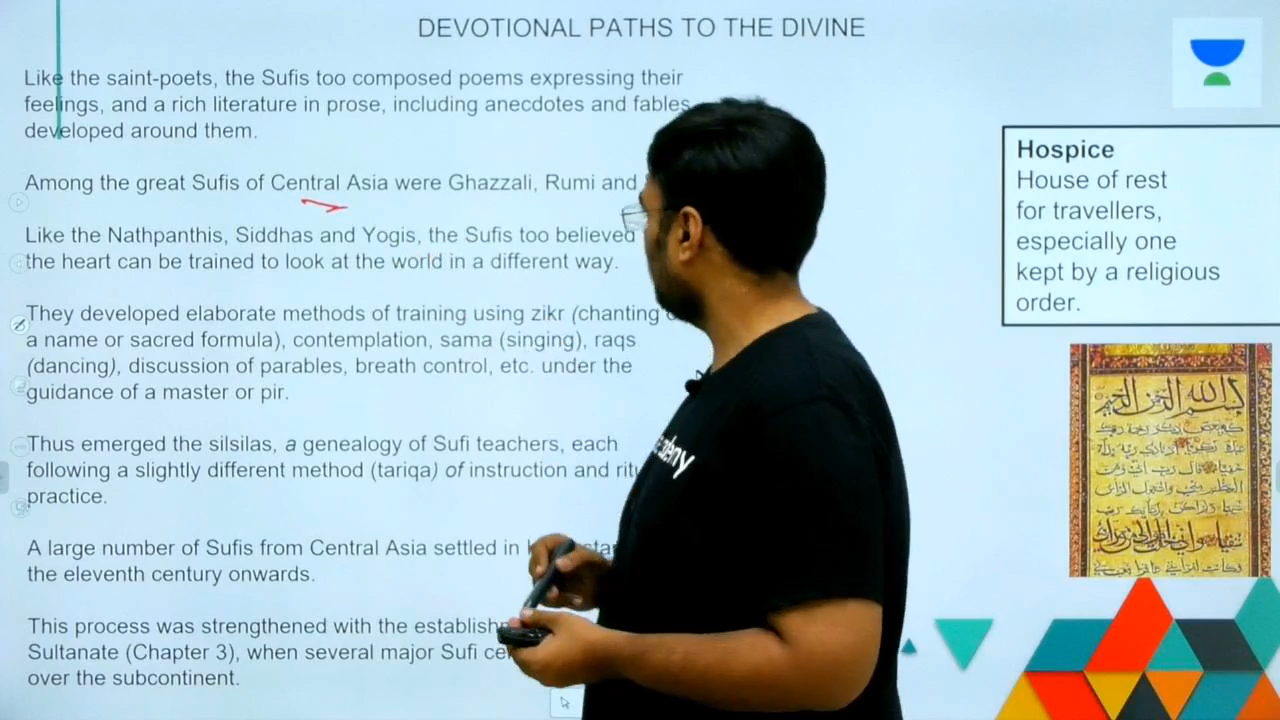 DEVOTIONAL PATHS TO THE DIVINE
Like the saint-poets, the Sufis too composed poems expressing their
feelings, and a rich literature in prose, including anecdotes and fables
developed around them.
Among the great Sufis of Central Asia were Ghazzali, Rumi and
Like the Nathpanthis, Siddhas and Yogis, the Sufis too believed
the heart can be trained to look at the world in a different way.
They developed elaborate methods of training using zikr (chanting
a name or sacred formula), contemplation, sama (singing), raqs
(dancing), discussion of parables, breath control, etc. under the
guidance of a master or pir.
Thus emerged the silsilas, a genealogy of Sufi teachers, each
following a slightly different method (tariqa) of instruction and
practice.
A large number of Sufis from Central Asia settled in
the eleventh century onwards.
This process was strengthened with the
Sultanate (Chapter 3), when several major Sufi
over the subcontinent.
Hospice
House of rest
for travellers,
especially one
kept by a religious
order.
بسم الله الرحمن الرحيم